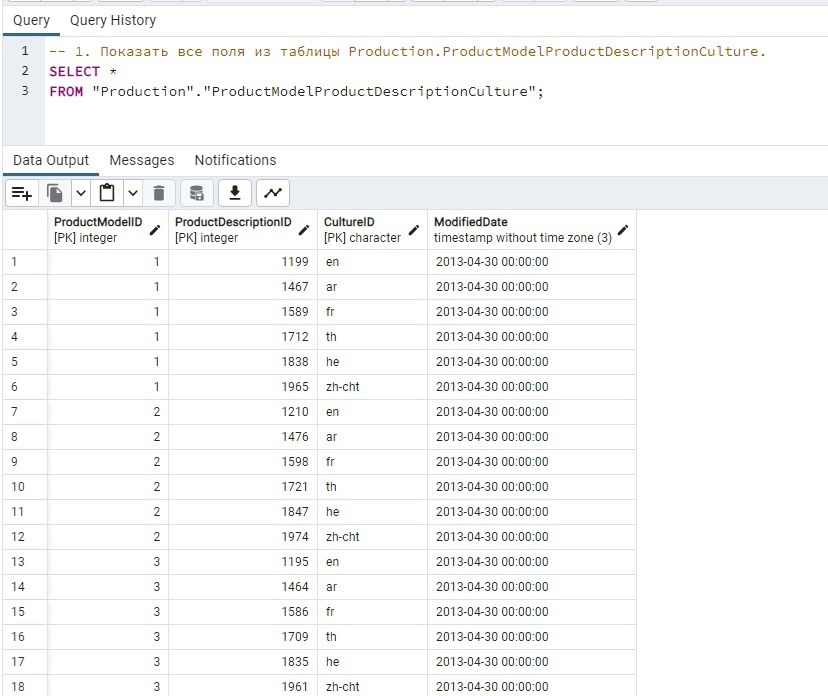 Query Query History
1 -- 1. Показать все поля из таблицы Production.ProductModelProductDescriptionCulture.
2 SELECT *
3 FROM "Production"."ProductModelProductDescriptionCulture";
Data Output Messages Notifications
ProductModelID ProductDescriptionID CultureID ModifiedDate
[PK] integer [PK] integer [PK] character timestamp without time zone (3)
1 1 1199 en 2013-04-30 00:00:00
2 1 1467 ar 2013-04-30 00:00:00
3 1 1589 fr 2013-04-30 00:00:00
4 1 1712 th 2013-04-30 00:00:00
5 1 1838 he 2013-04-30 00:00:00
6 1 1965 zh-cht 2013-04-30 00:00:00
7 2 1210 en 2013-04-30 00:00:00
8 2 1476 ar 2013-04-30 00:00:00
9 2 1598 fr 2013-04-30 00:00:00
10 2 1721 th 2013-04-30 00:00:00
11 2 1847 he 2013-04-30 00:00:00
12 2 1974 zh-cht 2013-04-30 00:00:00
13 3 1195 en 2013-04-30 00:00:00
14 3 1464 ar 2013-04-30 00:00:00
15 3 1586 fr 2013-04-30 00:00:00
16 3 1709 th 2013-04-30 00:00:00
17 3 1835 he 2013-04-30 00:00:00
18 3 1961 zh-cht 2013-04-30 00:00:00